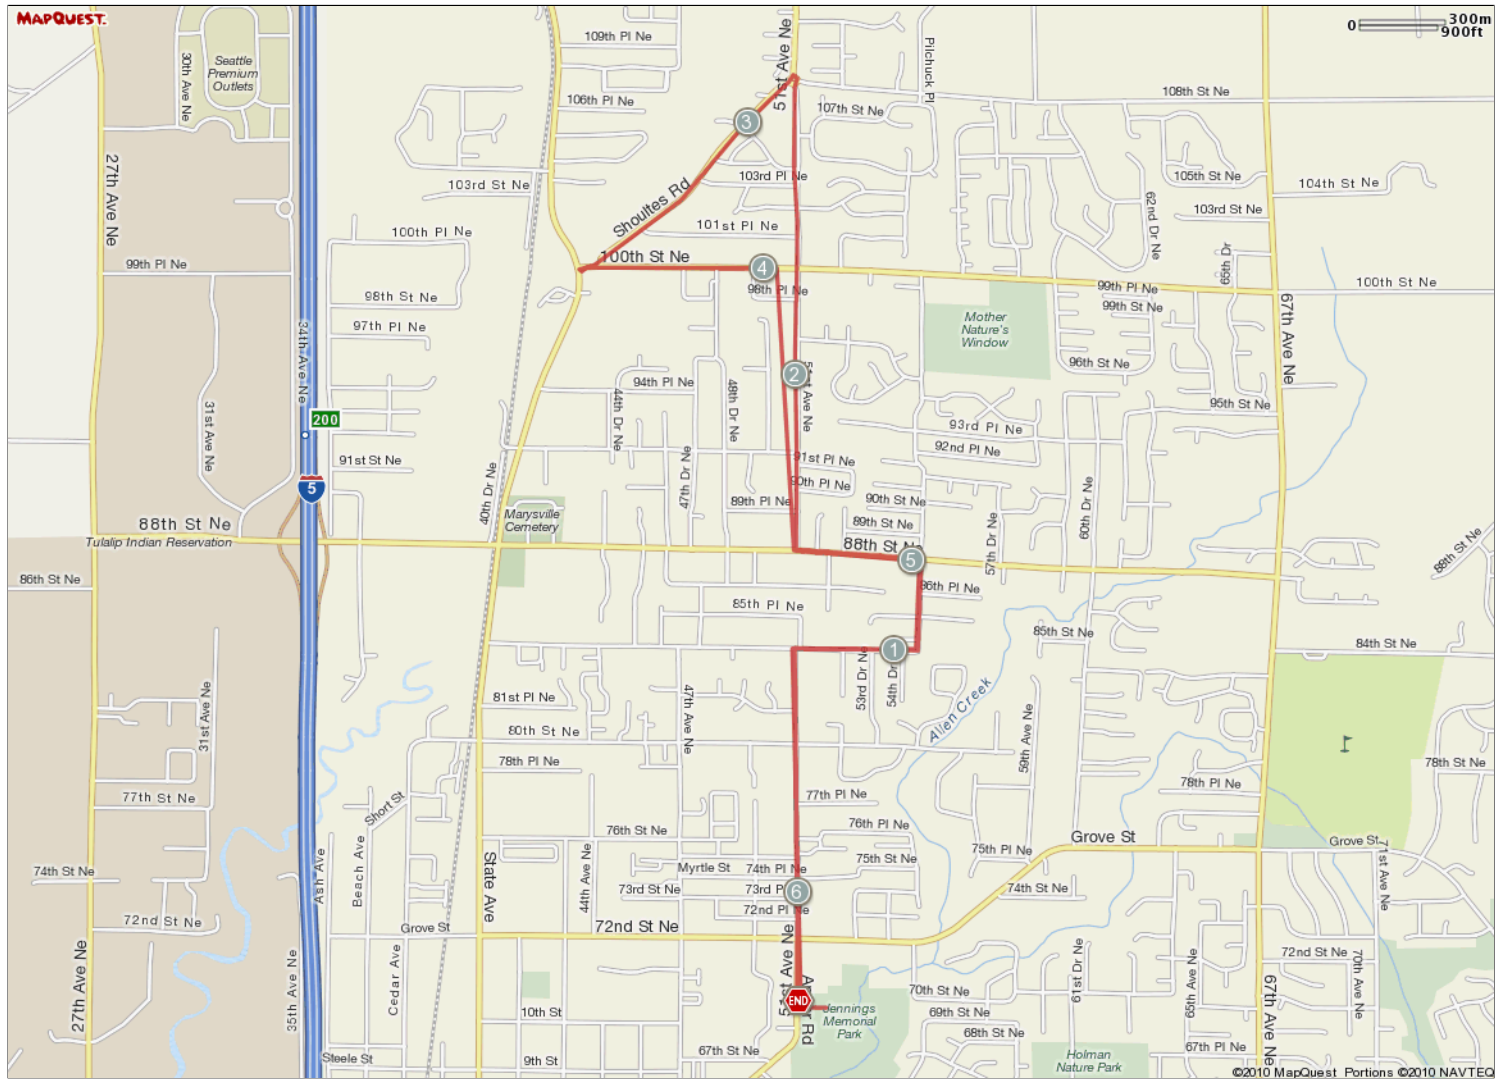 MAPQUEST.
0
300m
900ft
109th Pl Ne
51st Ave Ne
Pilchuck Pl
30th Ave Ne
Seattle
Premium
Outlets
106th Pl Ne
107th St Ne
108th St Ne
3
27th Ave Ne
103rd St Ne
103rd Pl Ne
105th St Ne
104th St Ne
Shoultes Rd
62nd Dr Ne
103rd St Ne
100th Pl Ne
101st Pl Ne
65th Dr
99th Pl Ne
100th St Ne
4
98th Pl Ne
99th Pl Ne
100th St Ne
98th St Ne
99th St Ne
67th Ave Ne
97th Pl Ne
Mother
Nature's
Window
34th Ave Ne
96th St Ne
94th Pl Ne
2
51st Ave Ne
44th Dr Ne
48th Dr Ne
95th St Ne
200
31st Ave Ne
93rd Pl Ne
92nd Pl Ne
91st St Ne
91st Pl Ne
90th Pl Ne
5
40th Dr Ne
47th Dr Ne
89th Pl Ne
90th St Ne
60th Dr Ne
Marysville
Cemetery
88th St Ne
89th St Ne
57th Dr Ne
Tulalip Indian Reservation
88th St Ne
5
88th St Ne
86th St Ne
86th Pl Ne
85th Pl Ne
85th St Ne
84th St Ne
1
53rd Dr Ne
54th Dr
31st Ave Ne
81st Pl Ne
47th Ave Ne
Allen Creek
59th Ave Ne
80th St Ne
78th Pl Ne
78th St Ne
78th Pl Ne
77th St Ne
Short St
77th Pl Ne
76th St Ne
76th Pl Ne
Grove St
Grove St
Beach Ave
Ash Ave
State Ave
44th Ave Ne
75th Pl Ne
75th St Ne
71st Ave Ne
74th St Ne
Myrtle St
74th Pl Ne
73rd St Ne
73rd P
6
74th St Ne
72nd St Ne
72nd Pl Ne
Grove St
72nd St Ne
27th Ave Ne
35th Ave Ne
Cedar Ave
51st Ave Ne
61st Dr Ne
65th Ave Ne
72nd St Ne
70th Ave Ne
67th Ave Ne
END
70th St Ne
Jennings
Memorial
Park
10th St
69th St Ne
68th St Ne
67th St Ne
67th Pl Ne
Steele St
9th St
Holman
Nature Park
©2010 MapQuest Portions ©2010 NAVTEQ